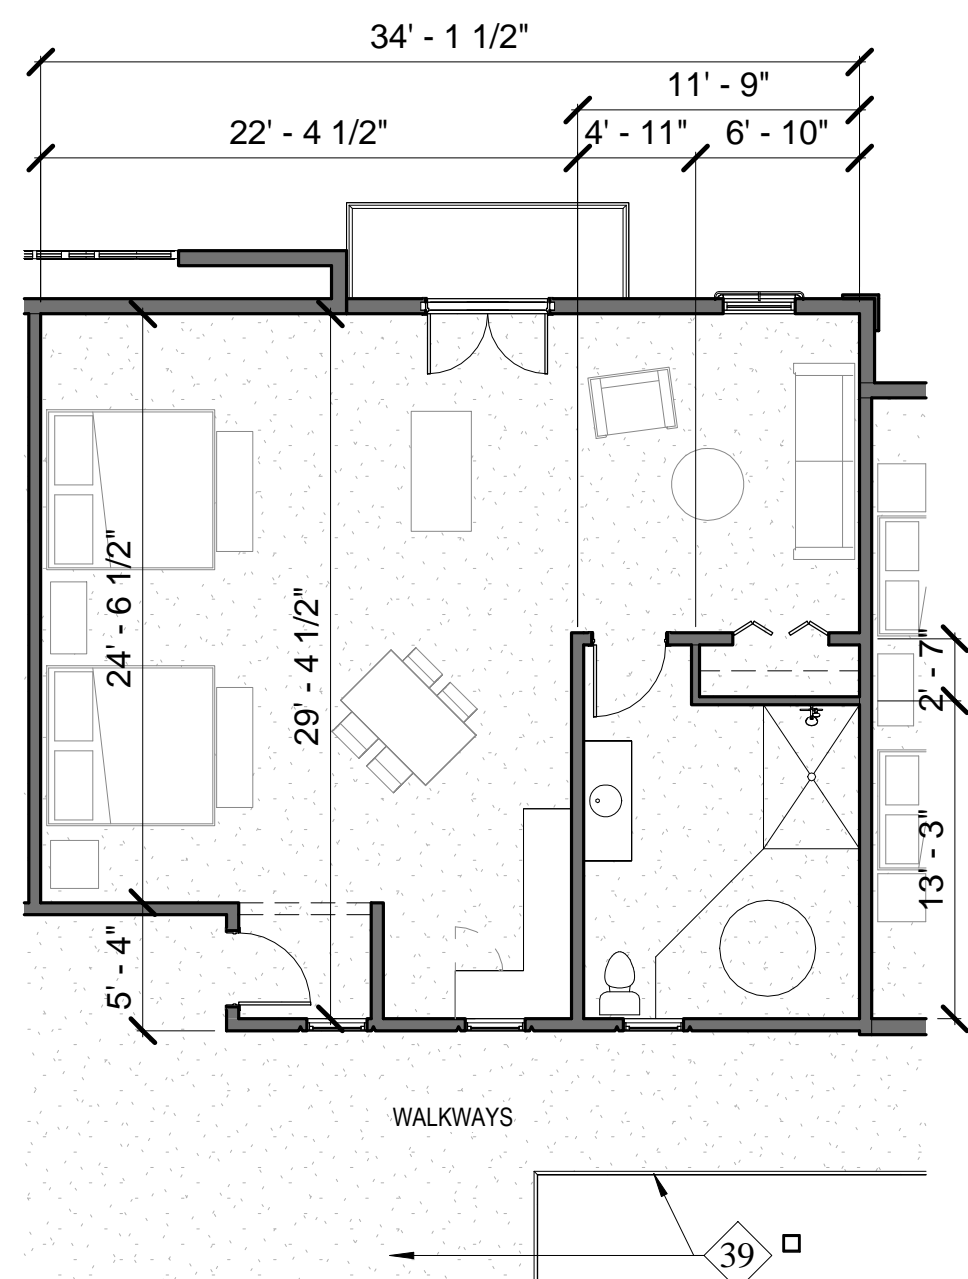 34' - 1 1/2"
11' - 9"
22' - 4 1/2"
4' - 11"
6' - 10"
24' - 6 1/2"
29' - 4 1/2"
2' - 7"
13' - 3"
5' - 4"
WALKWAYS
39